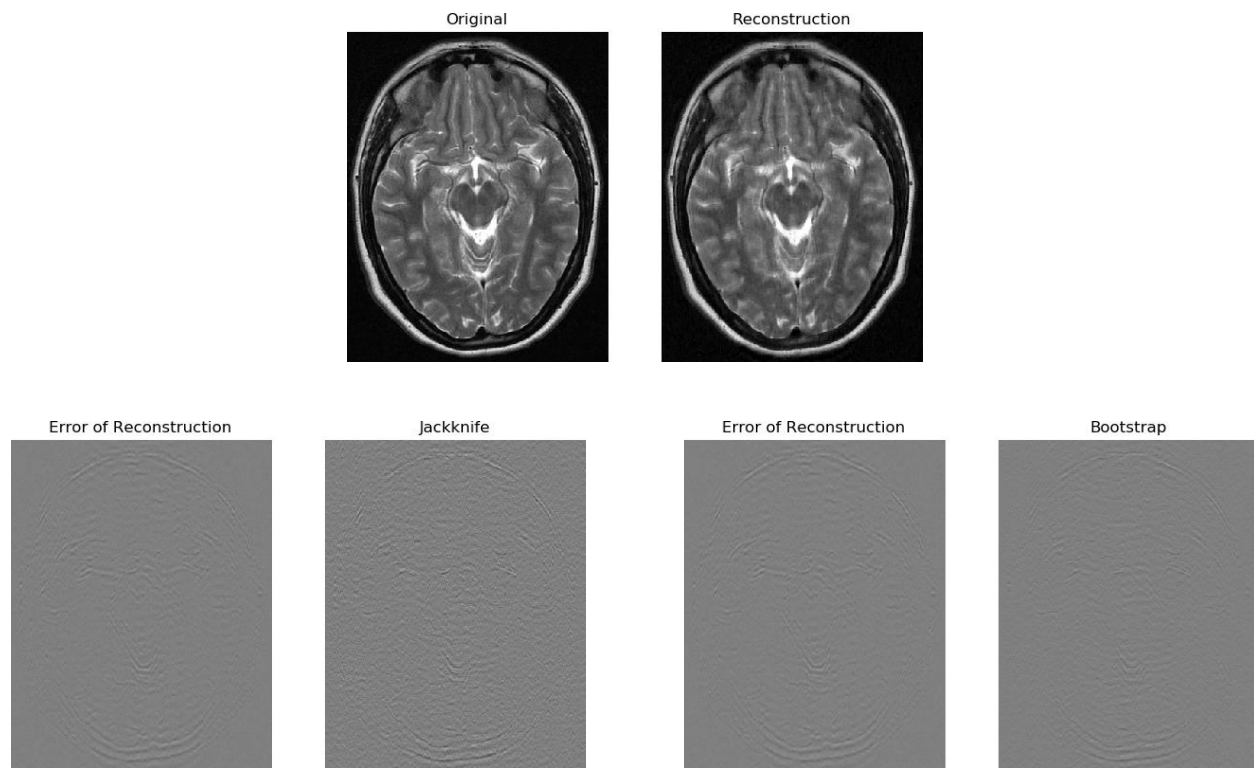 Original
Reconstruction
Error of Reconstruction
Jackknife
Error of Reconstruction
Bootstrap